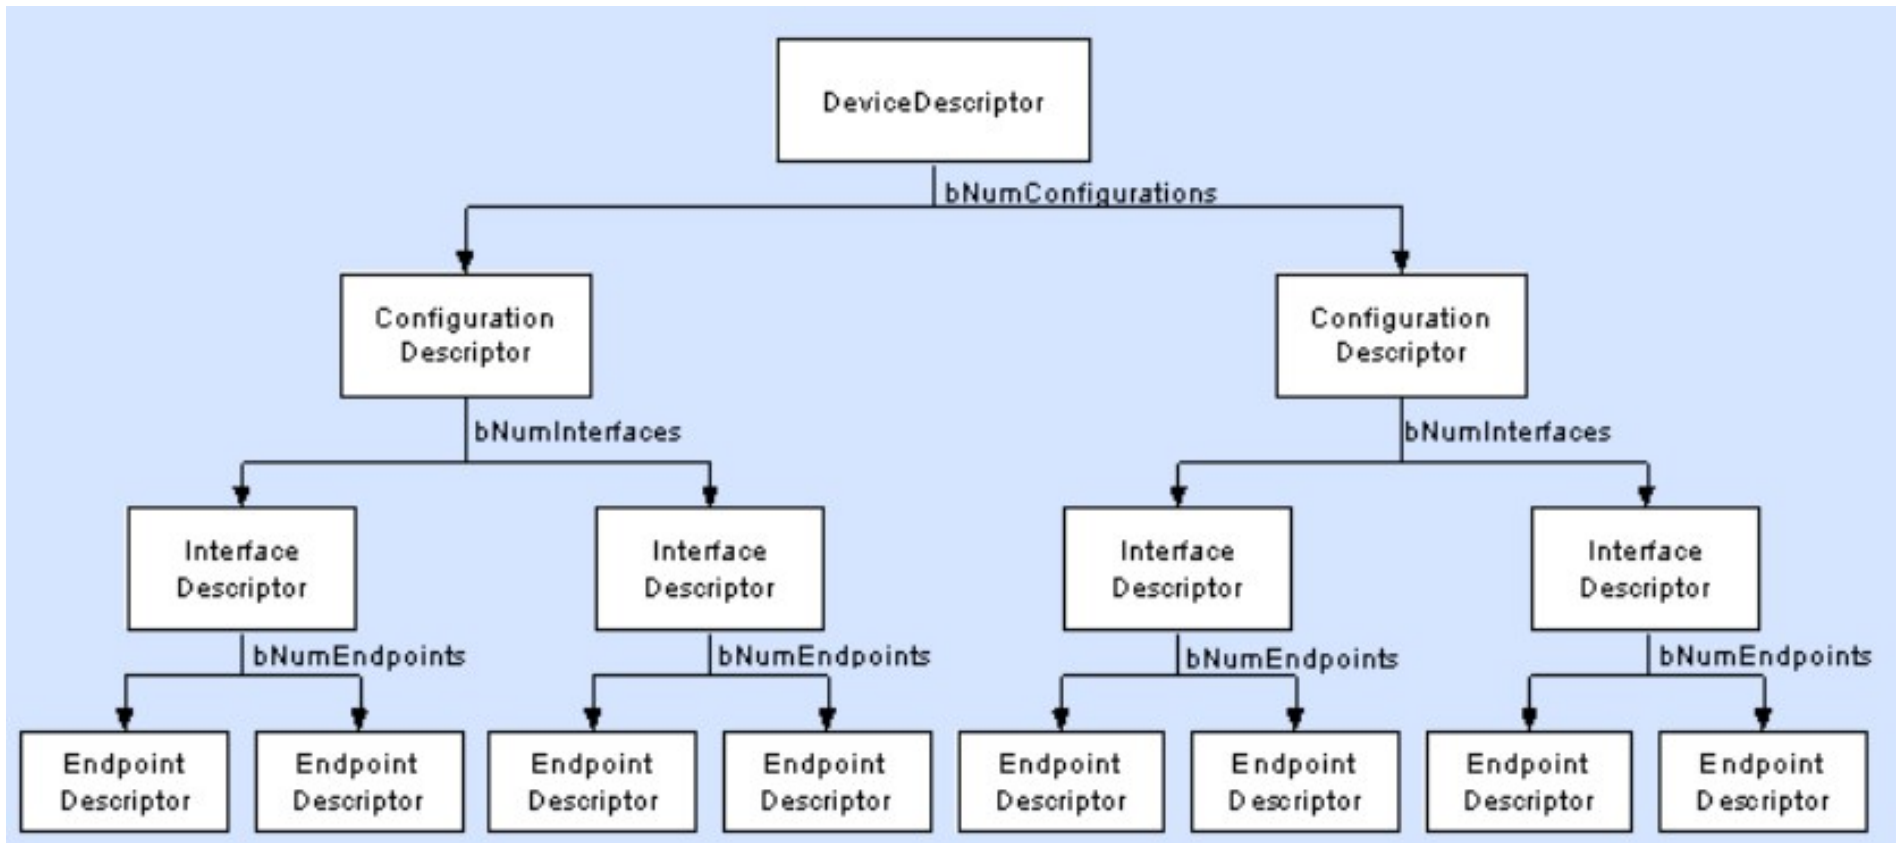 DeviceDescriptor
bNumConfigurations
Configuration
Descriptor
Configuration
Descriptor
bNumInterfaces
bNumInterfaces
Interface
Descriptor
Interface
Descriptor
Interface
Descriptor
Interface
Descriptor
bNumEndpoints
bNumEndpoints
bNumEndpoints
bNumEndpoints
Endpoint
Descriptor
Endpoint
Descriptor
Endpoint
Descriptor
Endpoint
Descriptor
Endpoint
Descriptor
Endpoint
Descriptor
Endpoint
Descriptor
Endpoint
Descriptor